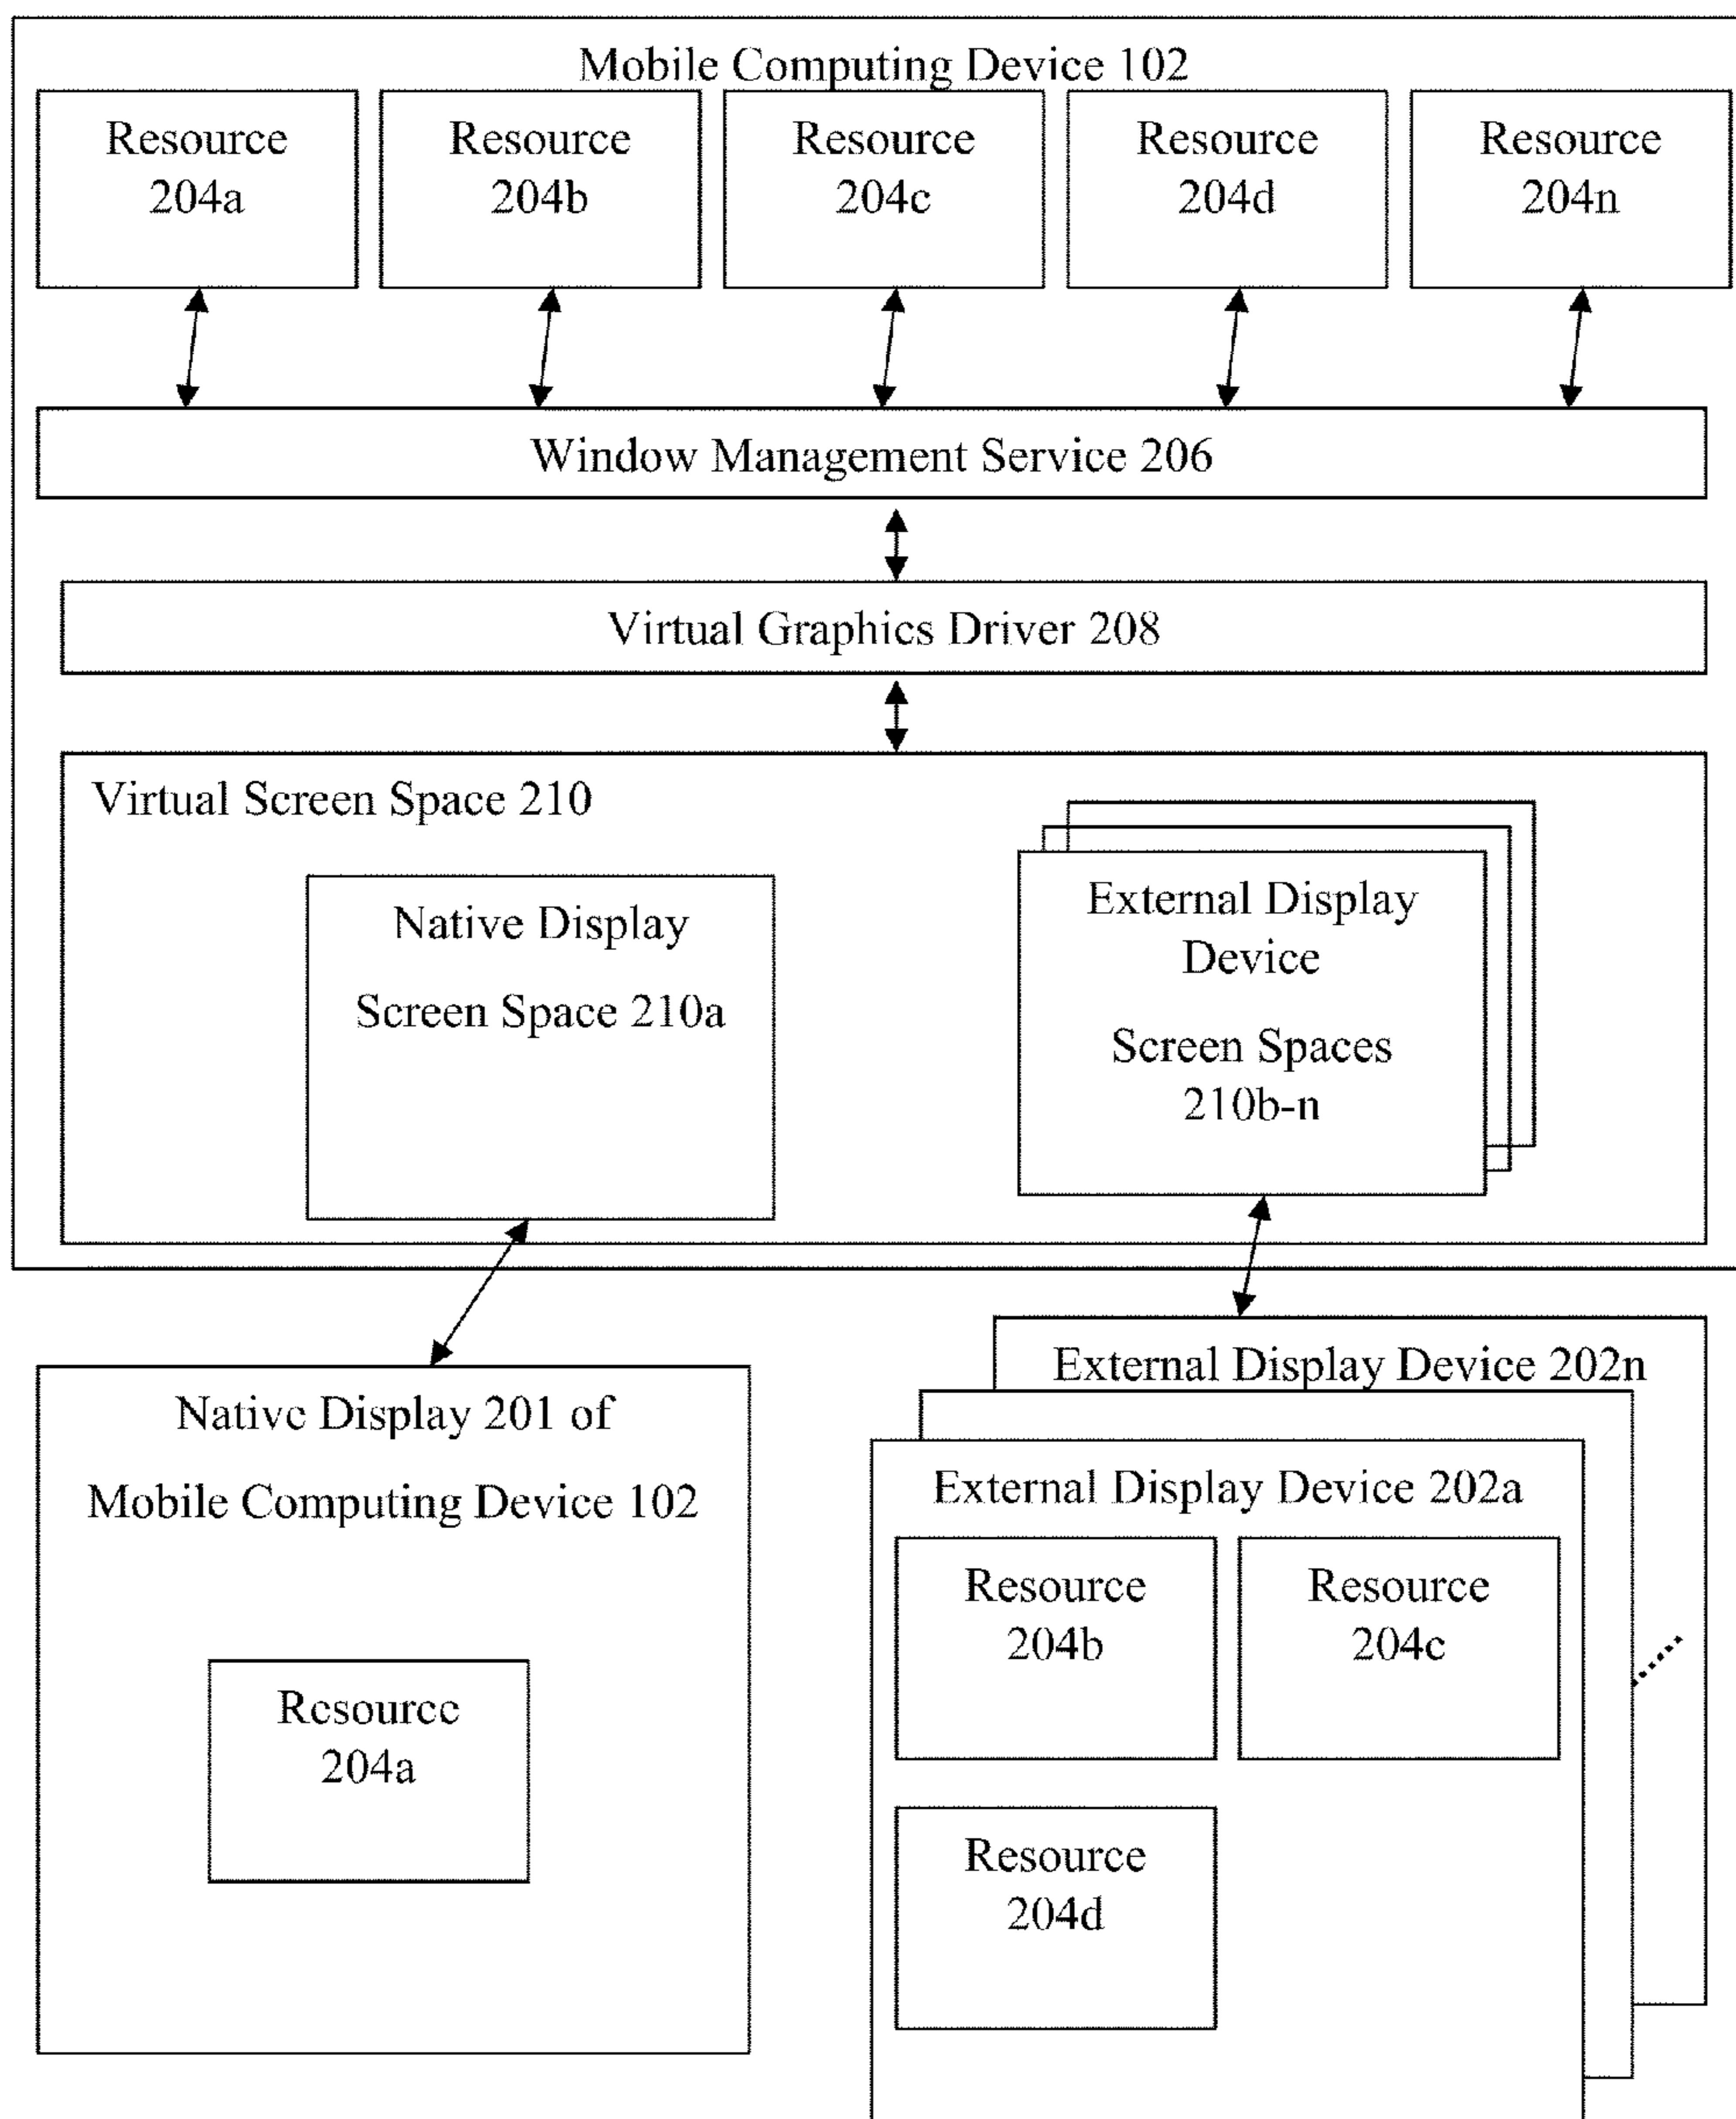 Mobile Computing Device 102
Resource
204a
Resource
204b
Resource
204c
Resource
204d
Resource
204n
Window Management Service 206
Virtual Graphics Driver 208
Virtual Screen Space 210
Native Display
Screen Space 210a
External Display
Device
Screen Spaces
210b-n
Native Display 201 of
Mobile Computing Device 102
Resource
204a
External Display Device 202n
External Display Device 202a
Resource
204b
Resource
204c
Resource
204d